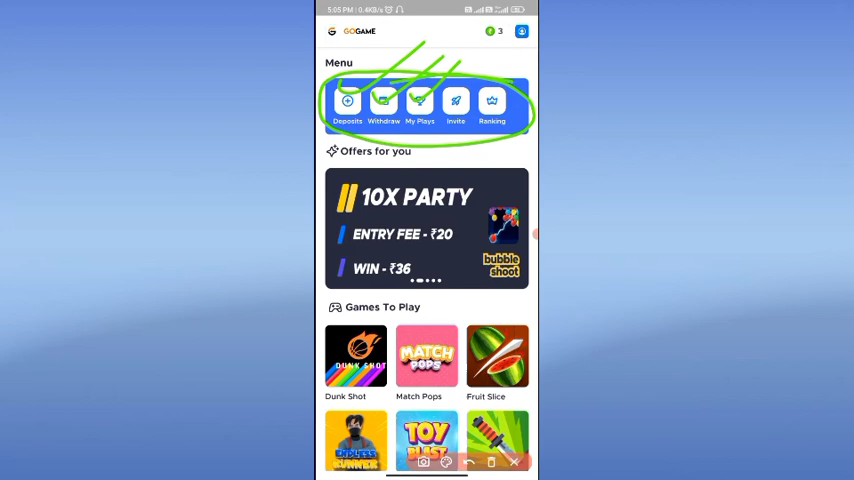 5:05 PM | 0.4KB/s
GOGAME
3
Menu
Deposits Withdraw My Plays Invite Ranking
Offers for you
10X PARTY
ENTRY FEE - ₹20
WIN - ₹36
bubble
shoot
Games To Play
DUNK SHOT
MATCH
POPS
Dunk Shot Match Pops Fruit Slice
ENDLESS
RUNNER
TOY
BLAST